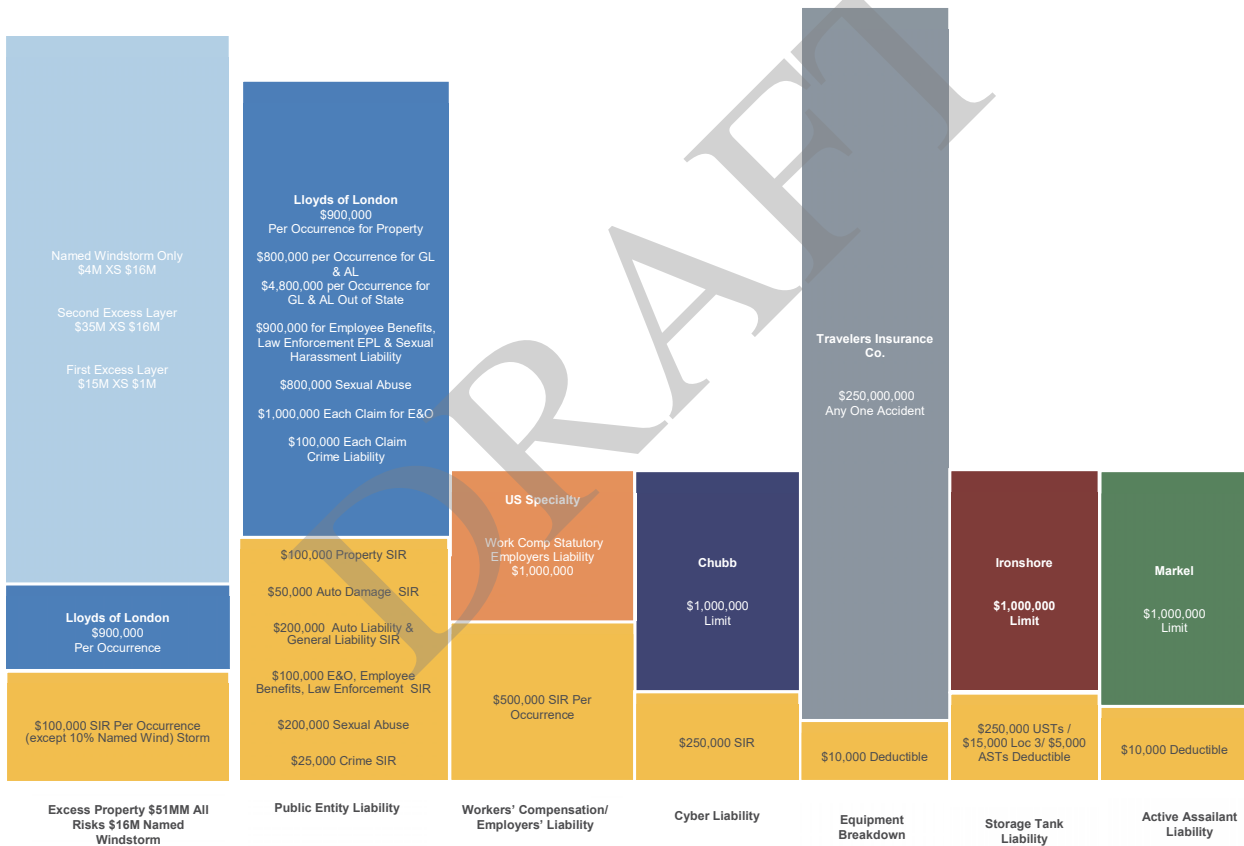 Named Windstorm Only
$4M XS $16M
Second Excess Layer
$35M XS $16M
First Excess Layer
$15M XS $1M
Lloyds of London
$900,000
Per Occurrence
$100,000 SIR Per Occurrence
(except 10% Named Wind) Storm
Excess Property $51MM All
Risks $16M Named
Windstorm
Lloyds of London
$900,000
Per Occurrence for Property
$800,000 per Occurrence for GL
& AL
$4,800,000 per Occurrence for
GL & AL Out of State
$900,000 for Employee Benefits,
Law Enforcement EPL & Sexual
Harassment Liability
$800,000 Sexual Abuse
$1,000,000 Each Claim for E&O
$100,000 Each Claim
Crime Liability
$100,000 Property SIR
$50,000 Auto Damage SIR
$200,000 Auto Liability &
General Liability SIR
$100,000 E&O, Employee
Benefits, Law Enforcement SIR
$200,000 Sexual Abuse
$25,000 Crime SIR
Public Entity Liability
US Specialty
Work Comp Statutory
Employers Liability
$1,000,000
$500,000 SIR Per
Occurrence
Workers' Compensation/
Employers' Liability
Chubb
$1,000,000
Limit
$250,000 SIR
Cyber Liability
Travelers Insurance
Co.
$250,000,000
Any One Accident
$10,000 Deductible
Equipment
Breakdown
Ironshore
$1,000,000
Limit
$250,000 USTs /
$15,000 Loc 3/ $5,000
ASTs Deductible
Storage Tank
Liability
Markel
$1,000,000
Limit
$10,000 Deductible
Active Assailant
Liability
DRAFT